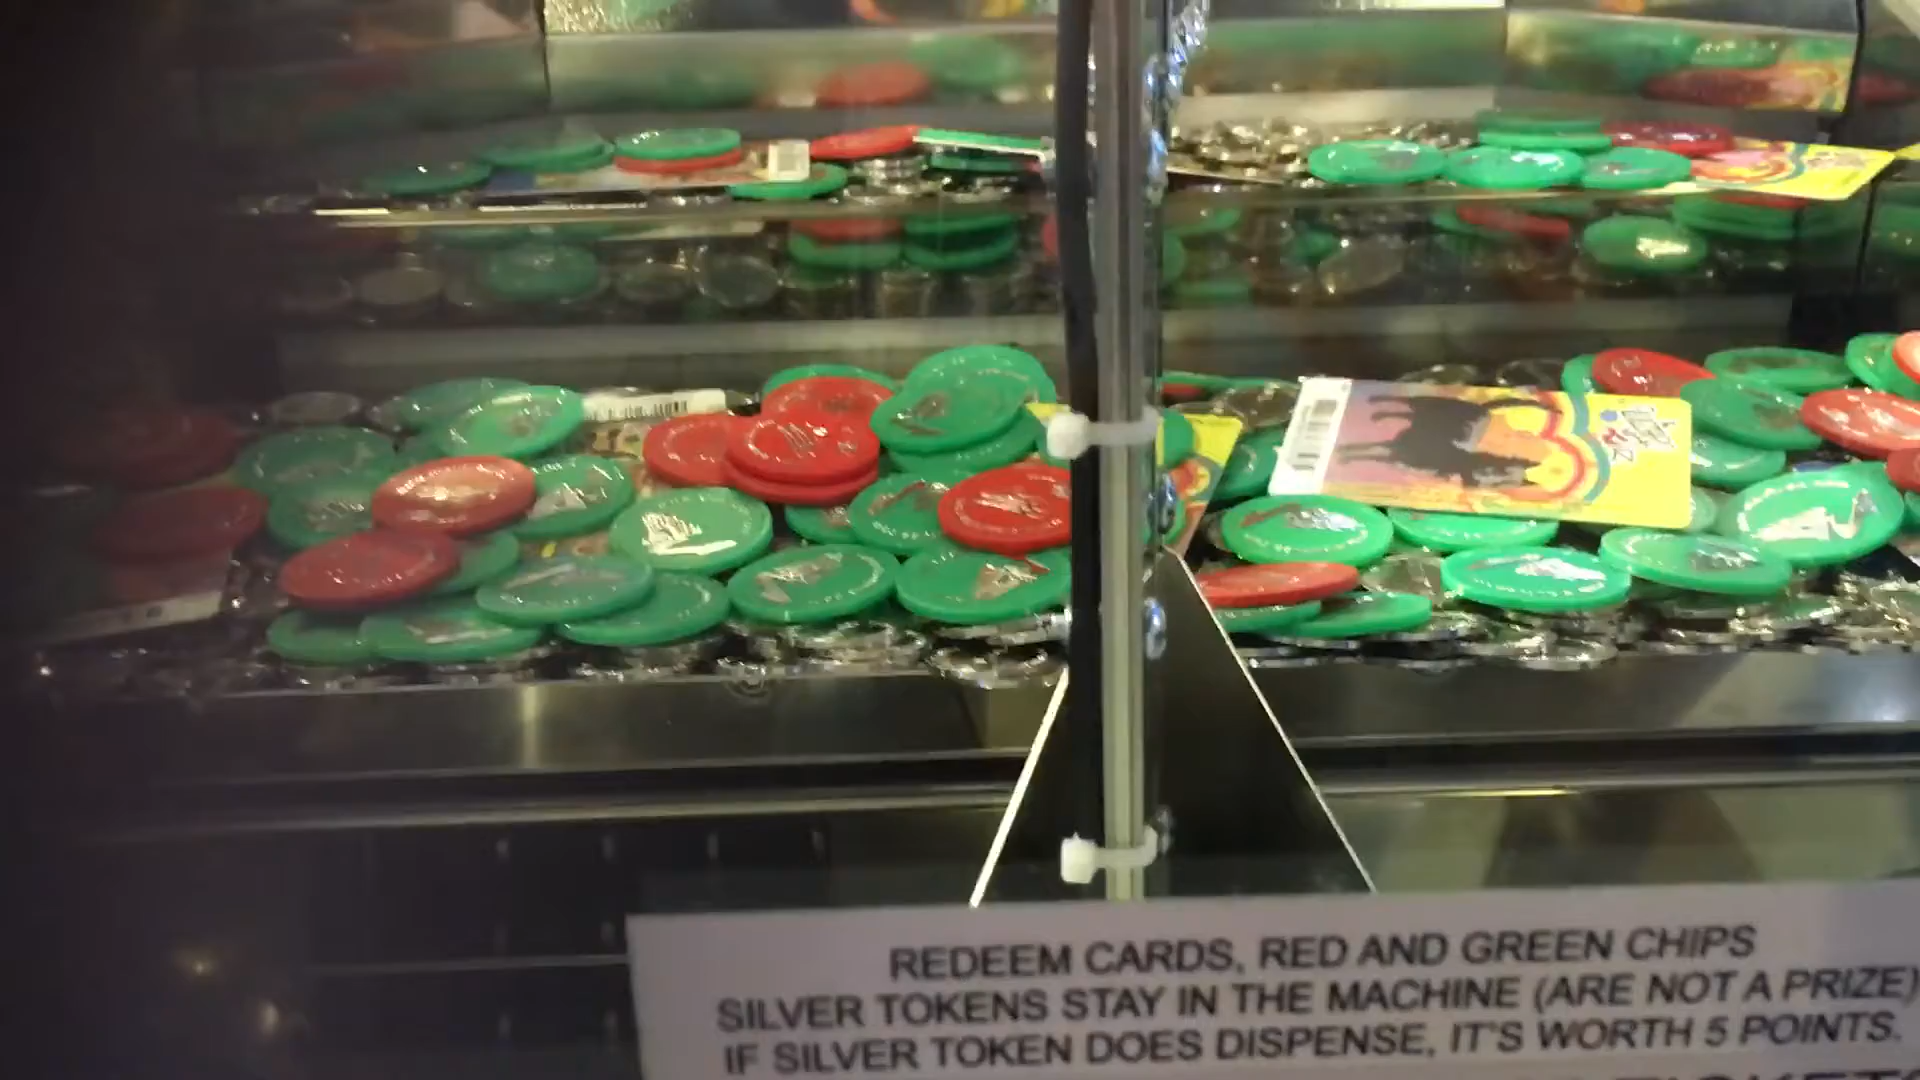 REDEEM CARDS, RED AND GREEN CHIPS
SILVER TOKENS STAY IN THE MACHINE (ARE NOT A PRIZE)
IF SILVER TOKEN DOES DISPENSE, IT'S WORTH 5 POINTS.